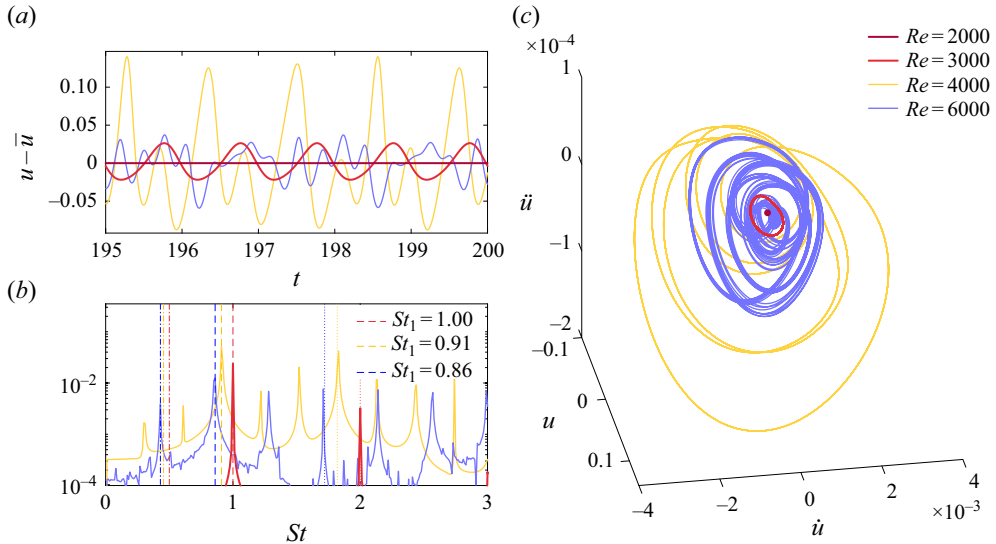 (a)
0.10
0.05
0
−0.05
u − u̅
195 196 197 198 199 200
t
(b)
St₁ = 1.00
St₁ = 0.91
St₁ = 0.86
10⁻²
10⁻⁴
0 1 2 3
St
(c)
×10⁻⁴
1
0
−1
−2
ü
−0.1
0
0.1
u
−4 −2 0 2 4
×10⁻³
u̇
Re = 2000
Re = 3000
Re = 4000
Re = 6000